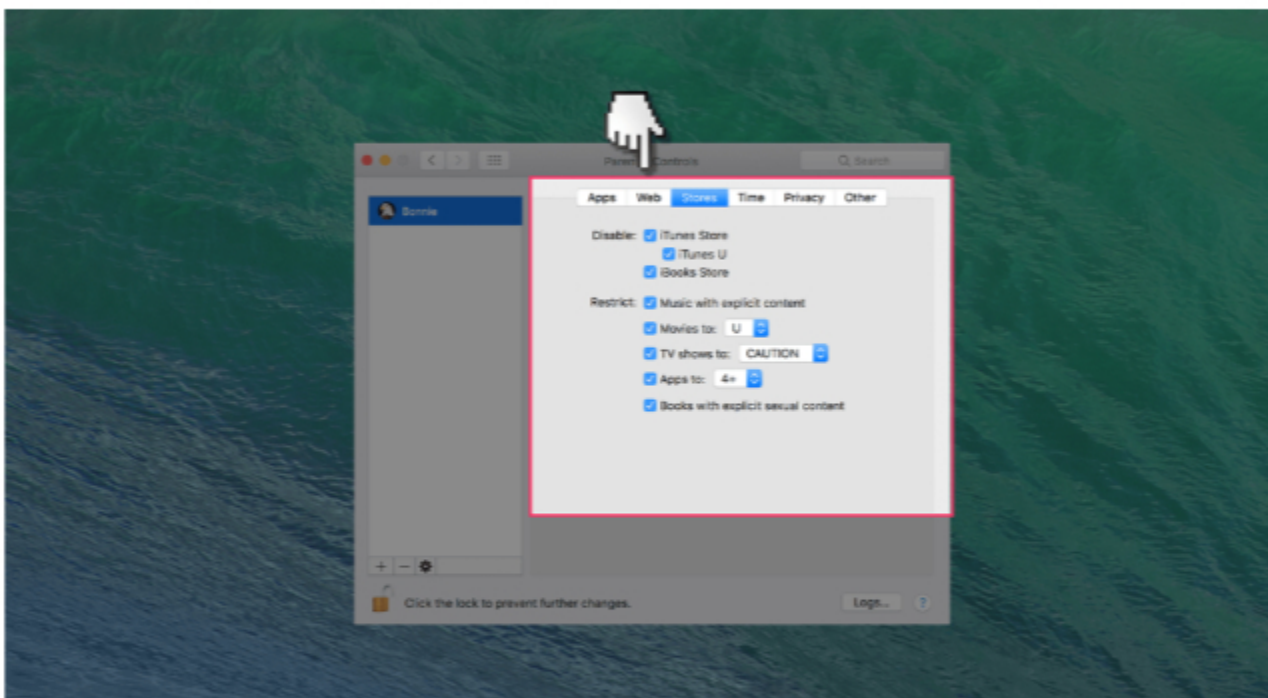 Parental Controls
Search
Bonnie
Apps Web Stores Time Privacy Other
Disable: iTunes Store
iTunes U
iBooks Store
Restrict: Music with explicit content
Movies to: U
TV shows to: CAUTION
Apps to: 4+
Books with explicit sexual content
Click the lock to prevent further changes.
Logs... ?